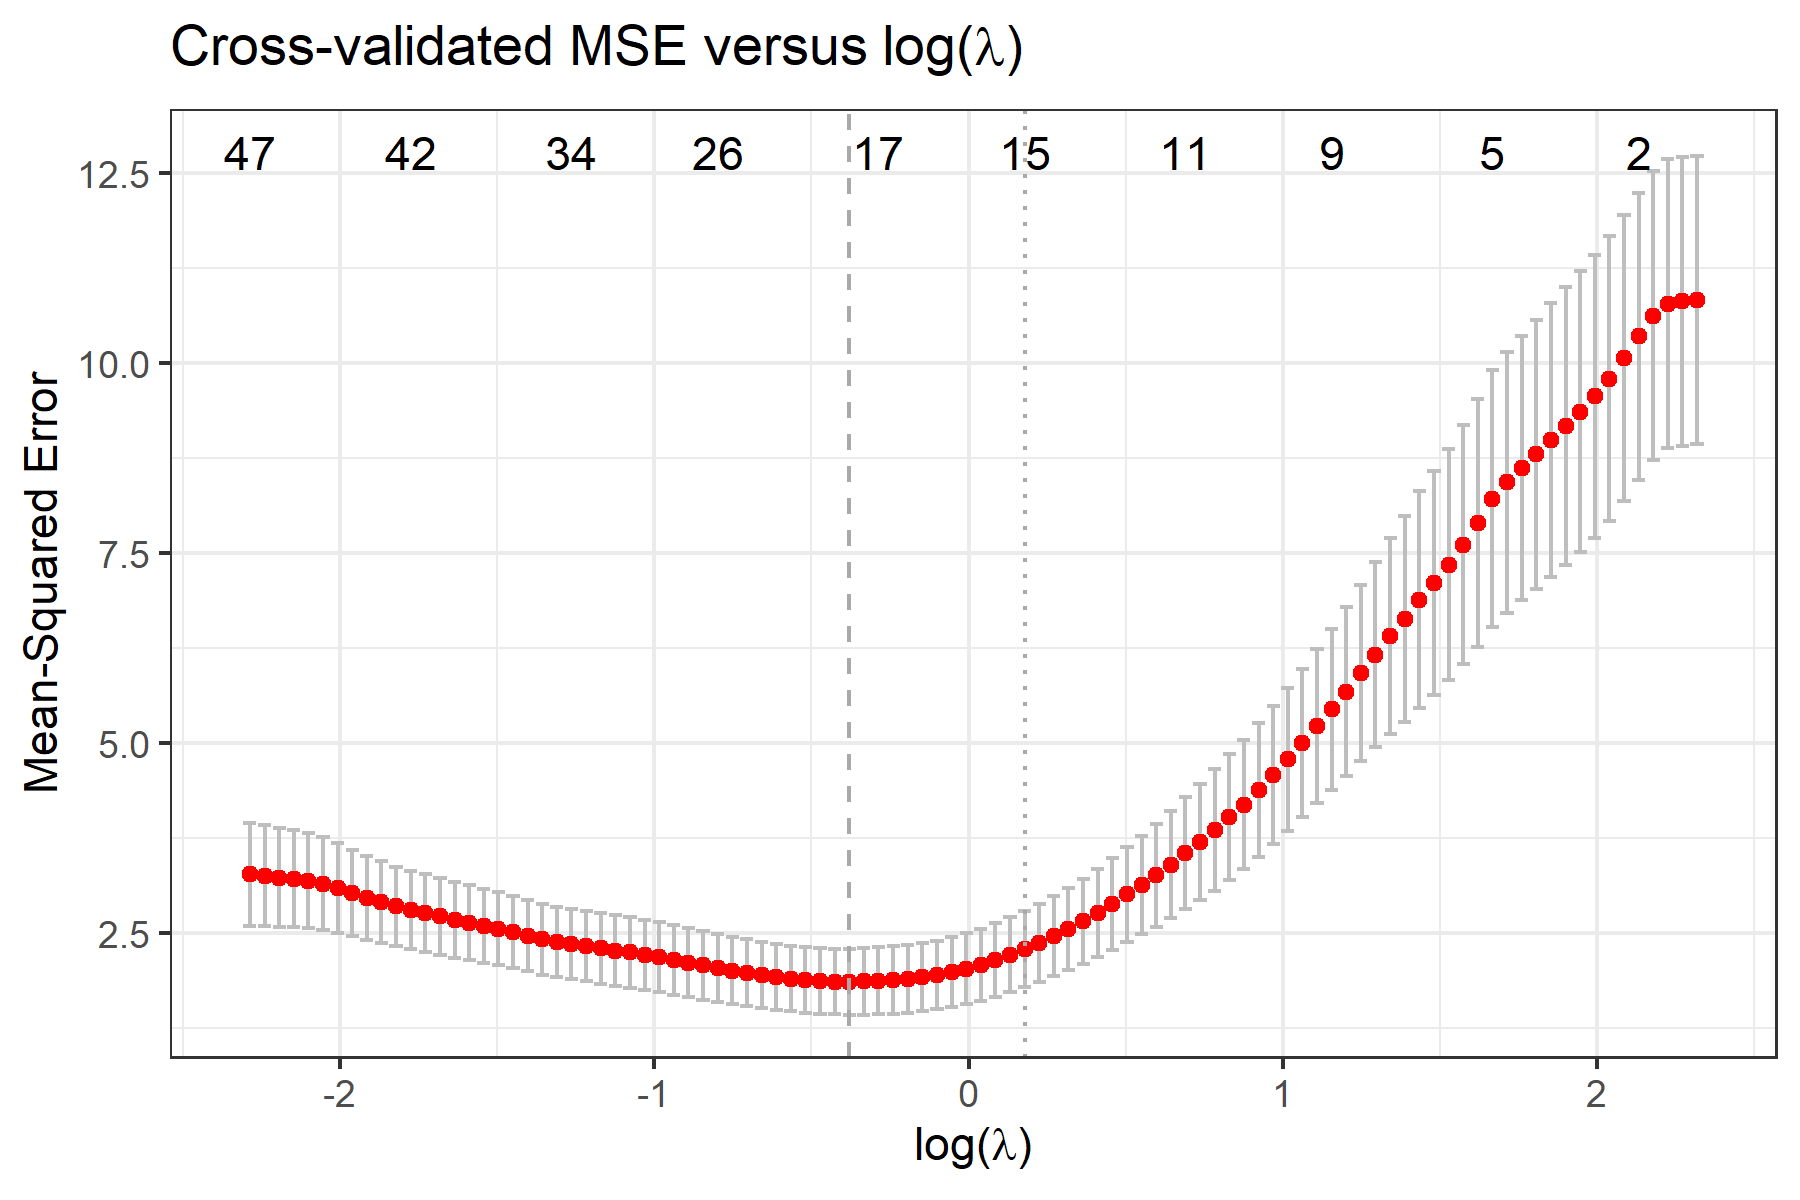 Cross-validated MSE versus log(λ)
47 42 34 26 17 15 11 9 5 2
12.5
10.0
7.5
5.0
2.5
Mean-Squared Error
-2 -1 0 1 2
log(λ)